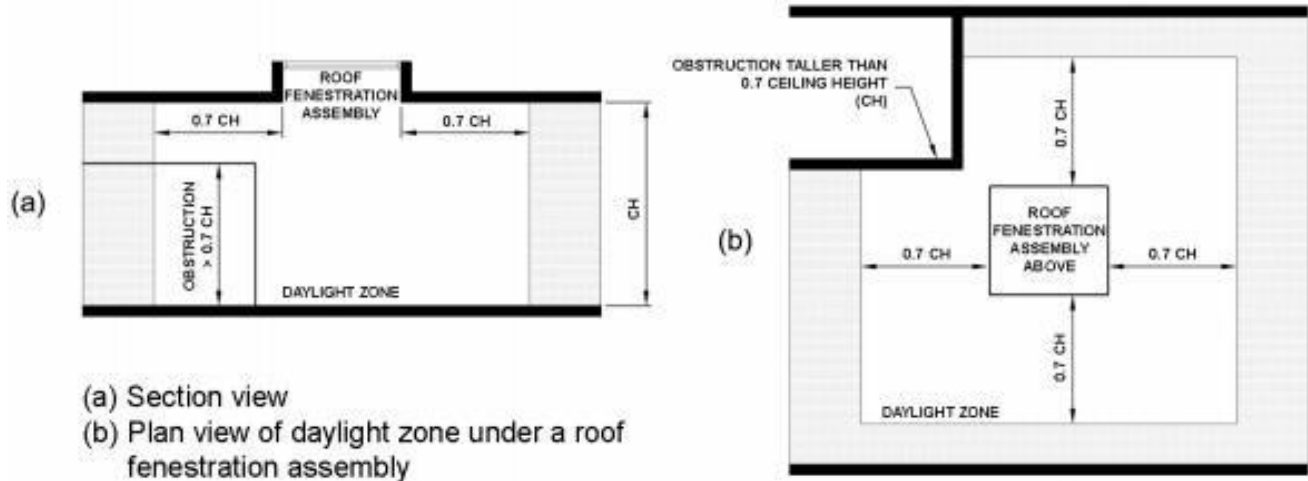 ROOF
FENESTRATION
ASSEMBLY
0.7 CH
0.7 CH
OBSTRUCTION
> 0.7 CH
CH
DAYLIGHT ZONE
(a)
(a) Section view
(b) Plan view of daylight zone under a roof
fenestration assembly
OBSTRUCTION TALLER THAN
0.7 CEILING HEIGHT
(CH)
0.7 CH
ROOF
FENESTRATION
ASSEMBLY
ABOVE
0.7 CH
0.7 CH
0.7 CH
DAYLIGHT ZONE
(b)